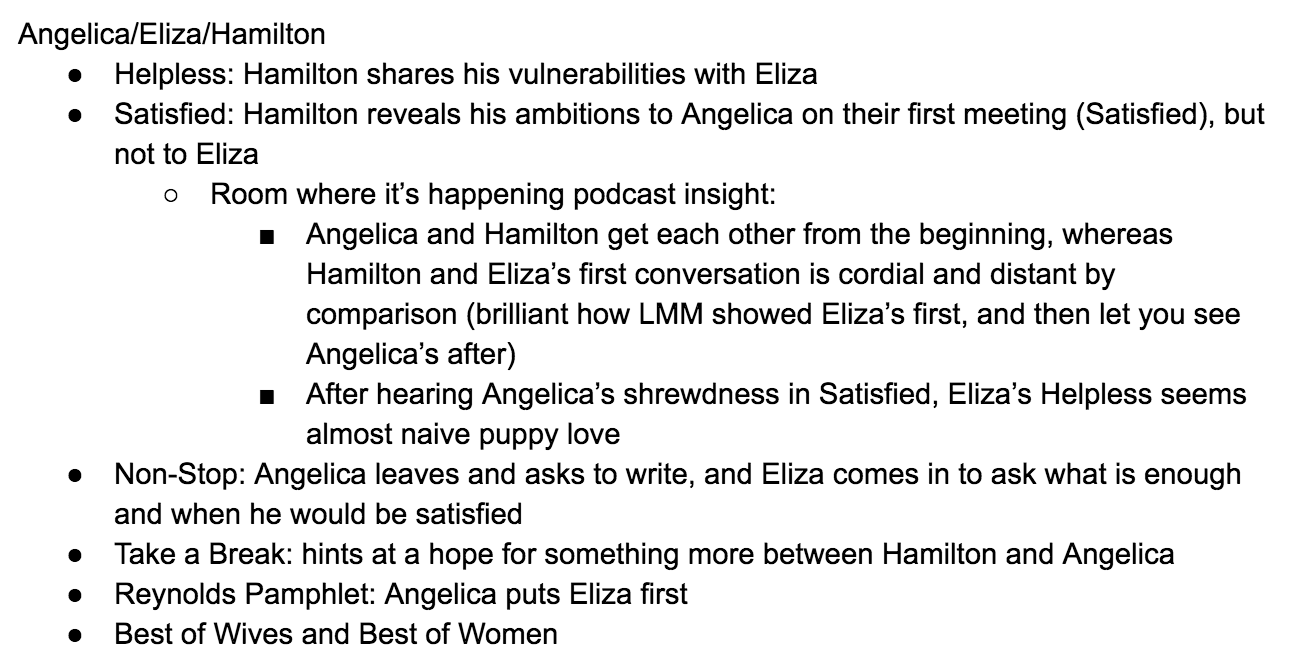 Angelica/Eliza/Hamilton
● Helpless: Hamilton shares his vulnerabilities with Eliza
● Satisfied: Hamilton reveals his ambitions to Angelica on their first meeting (Satisfied), but
not to Eliza
○ Room where it’s happening podcast insight:
■ Angelica and Hamilton get each other from the beginning, whereas
Hamilton and Eliza’s first conversation is cordial and distant by
comparison (brilliant how LMM showed Eliza’s first, and then let you see
Angelica’s after)
■ After hearing Angelica’s shrewdness in Satisfied, Eliza’s Helpless seems
almost naive puppy love
● Non-Stop: Angelica leaves and asks to write, and Eliza comes in to ask what is enough
and when he would be satisfied
● Take a Break: hints at a hope for something more between Hamilton and Angelica
● Reynolds Pamphlet: Angelica puts Eliza first
● Best of Wives and Best of Women